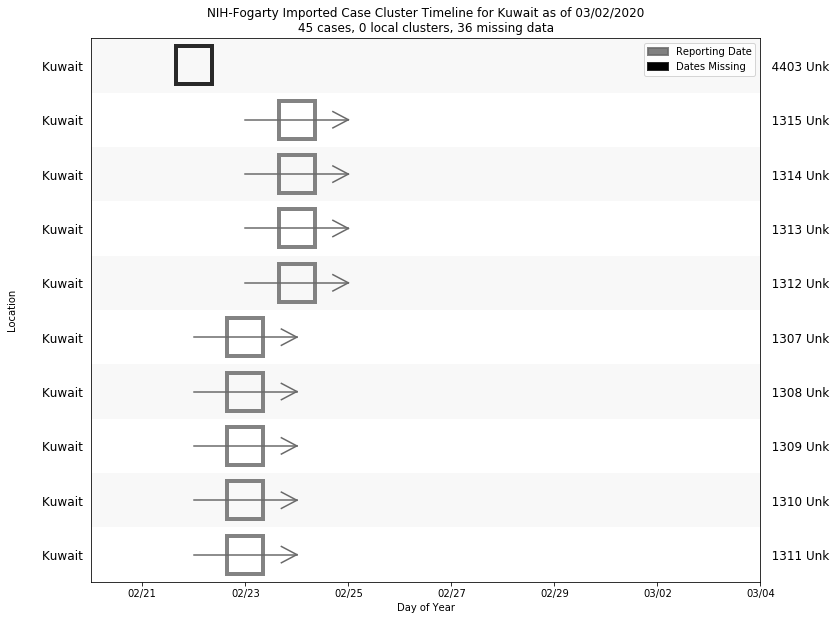 NIH-Fogarty Imported Case Cluster Timeline for Kuwait as of 03/02/2020
45 cases, 0 local clusters, 36 missing data
Reporting Date
Dates Missing
Kuwait 4403 Unk
Kuwait 1315 Unk
Kuwait 1314 Unk
Kuwait 1313 Unk
Kuwait 1312 Unk
Kuwait 1307 Unk
Kuwait 1308 Unk
Kuwait 1309 Unk
Kuwait 1310 Unk
Kuwait 1311 Unk
Location
02/21 02/23 02/25 02/27 02/29 03/02 03/04
Day of Year